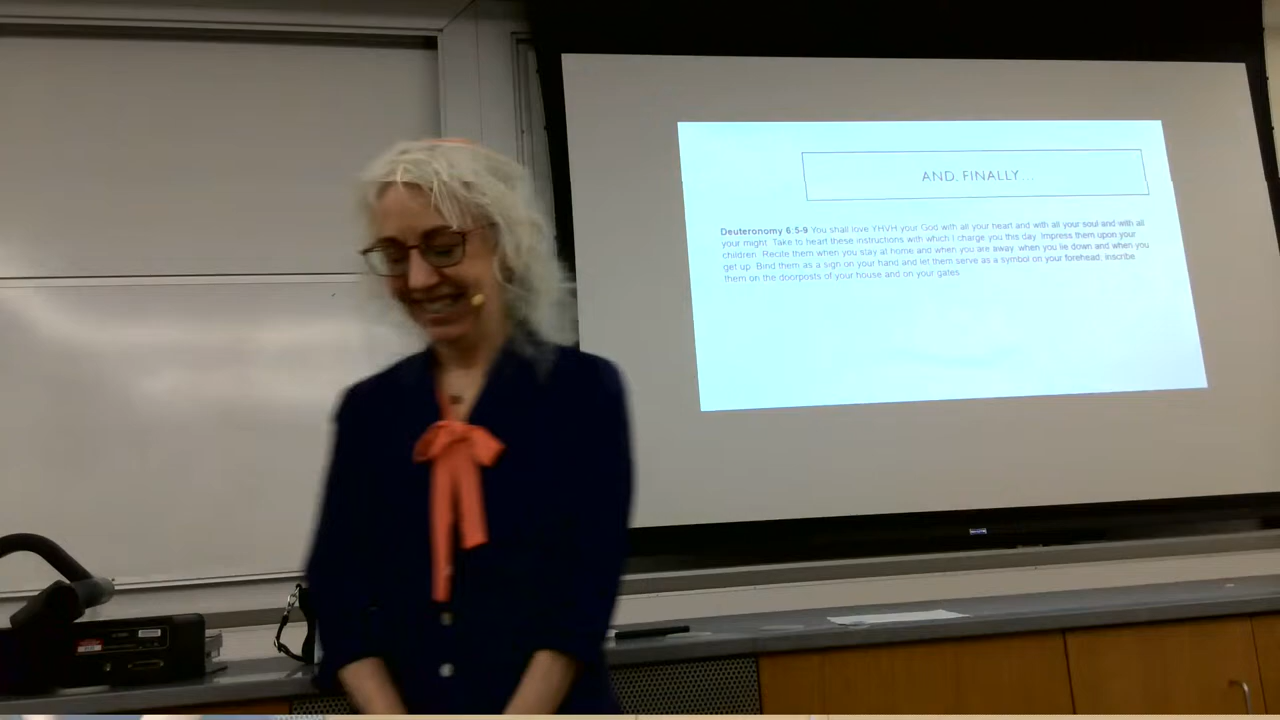 AND, FINALLY...
Deuteronomy 6:5-9 You shall love YHVH your God with all your heart and with all your soul and with all
your might. Take to heart these instructions with which I charge you this day. Impress them upon your
children. Recite them when you stay at home and when you are away, when you lie down and when you
get up. Bind them as a sign on your hand and let them serve as a symbol on your forehead; inscribe
them on the doorposts of your house and on your gates.